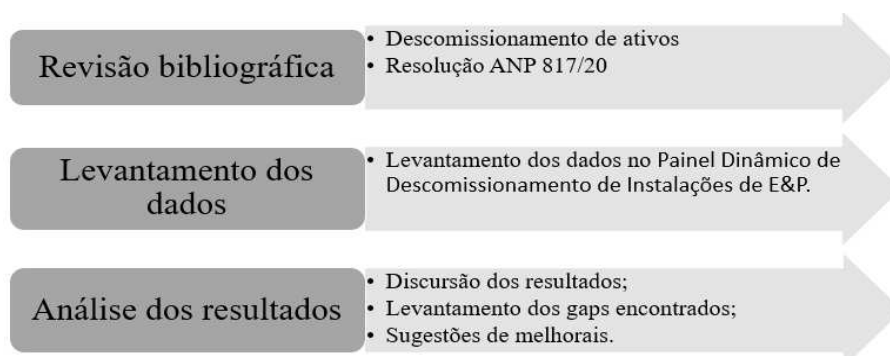 Revisão bibliográfica
• Descomissionamento de ativos
• Resolução ANP 817/20
Levantamento dos
dados
• Levantamento dos dados no Painel Dinâmico de
Descomissionamento de Instalações de E&P.
Análise dos resultados
• Discursão dos resultados;
• Levantamento dos gaps encontrados;
• Sugestões de melhorais.